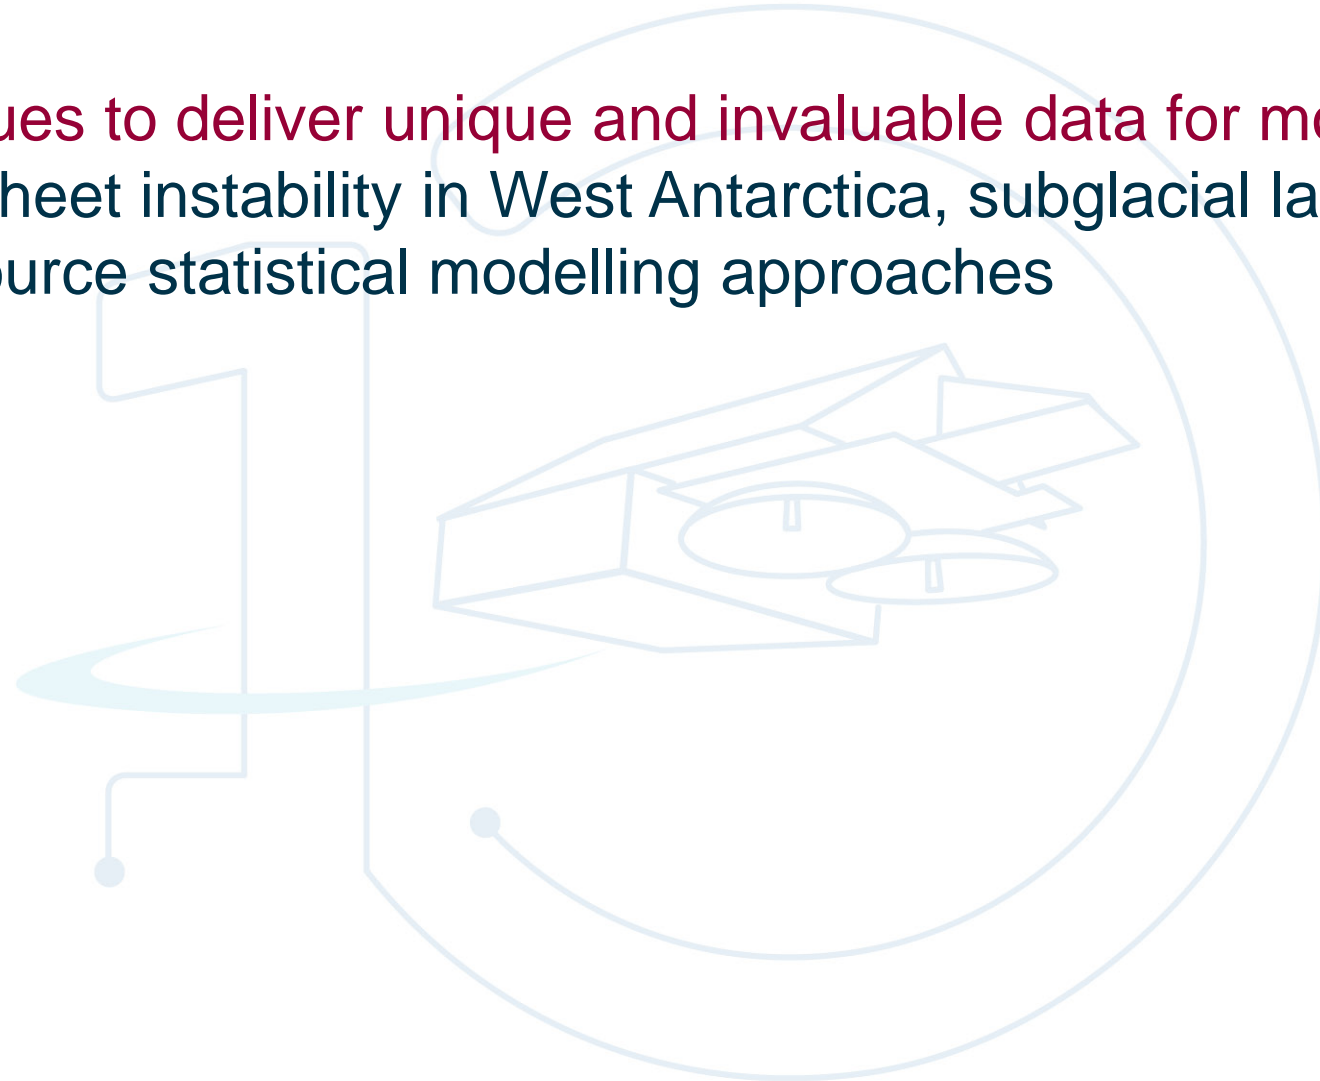 ues to deliver unique and invaluable data for mo
heet instability in West Antarctica, subglacial la
ource statistical modelling approaches